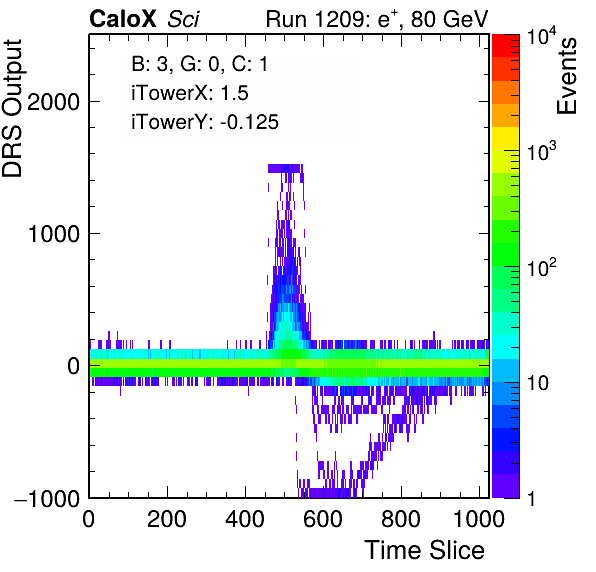 CaloX Sci Run 1209: e+, 80 GeV
B: 3, G: 0, C: 1
iTowerX: 1.5
iTowerY: -0.125
DRS Output
2000
1000
0
−1000
0 200 400 600 800 1000
Time Slice
Events
10^4
10^3
10^2
10
1